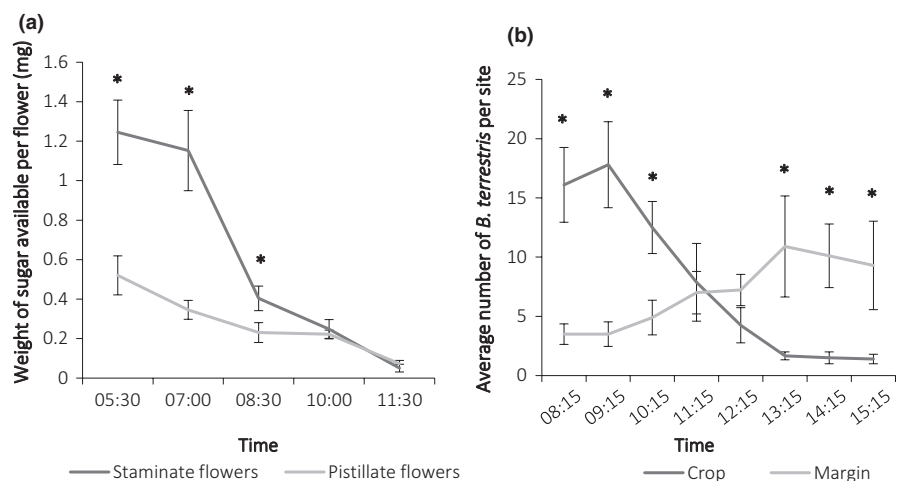 (a)
Weight of sugar available per flower (mg)
1.6
1.4
1.2
1
0.8
0.6
0.4
0.2
0
*
*
*
05:30 07:00 08:30 10:00 11:30
Time
Staminate flowers Pistillate flowers
(b)
Average number of B. terrestris per site
25
20
15
10
5
0
*
*
*
*
*
*
08:15 09:15 10:15 11:15 12:15 13:15 14:15 15:15
Time
Crop Margin